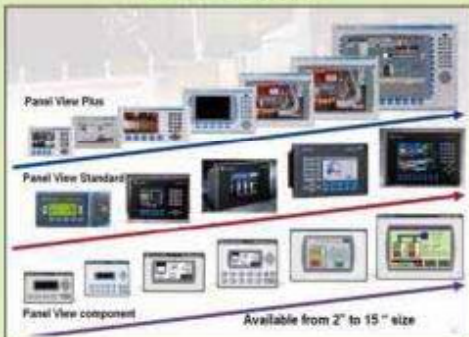 Panel View Plus
Panel View Standard
Panel View component
Available from 2" to 15 " size